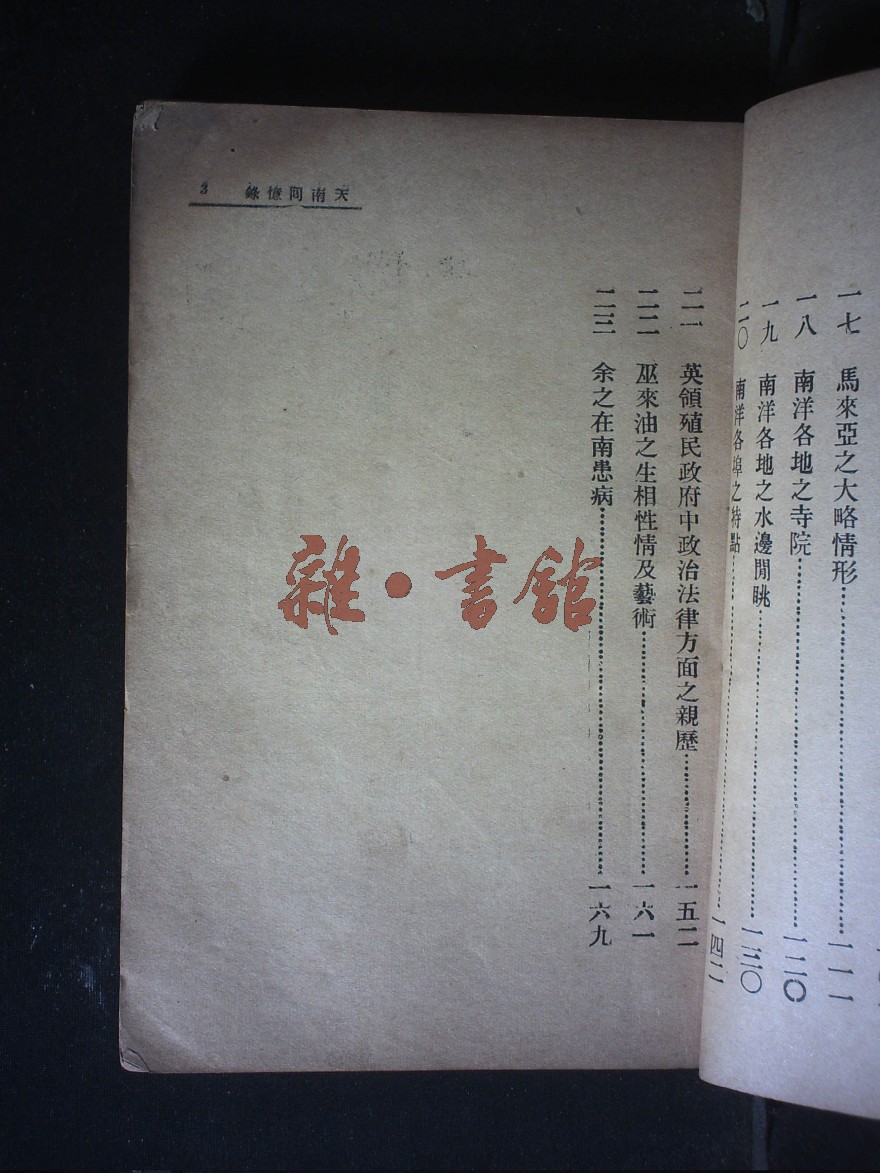 一七 馬來亞之大略情形……一一一
一八 南洋各地之寺院……一二〇
一九 南洋各地之水邊閒眺……一三〇
二〇 南洋各埠之特點……一四二
天南囘憶錄 3
二一 英領殖民政府中政治法律方面之親歷……一五二
二二 巫來油之生相性情及藝術……一六一
二三 余之在南患病……一六九
雜·書舘